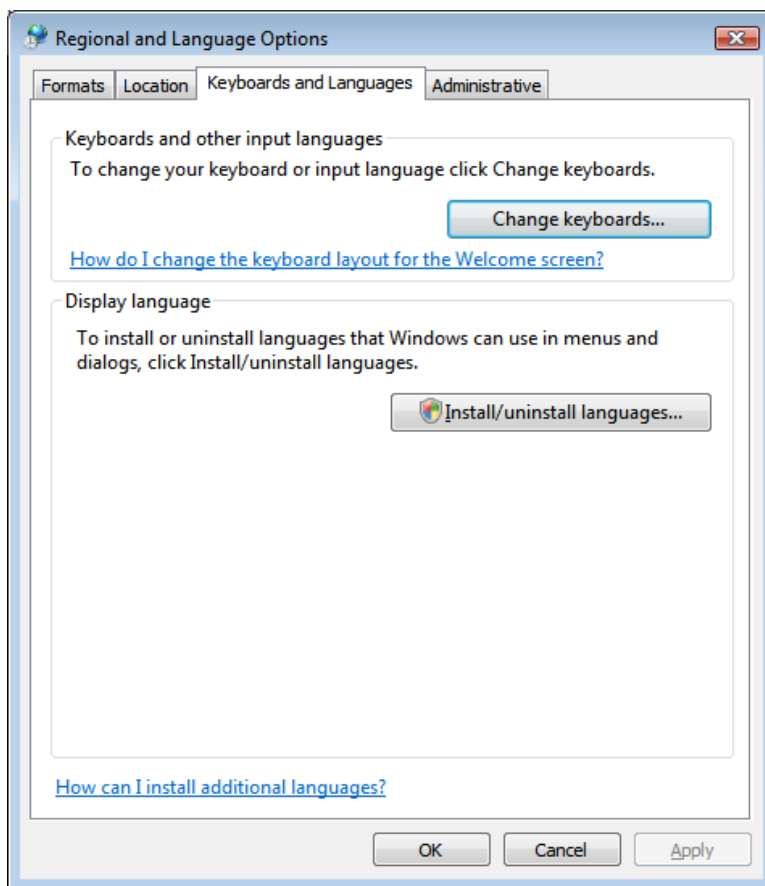 Regional and Language Options
Formats Location Keyboards and Languages Administrative
Keyboards and other input languages
To change your keyboard or input language click Change keyboards.
Change keyboards...
How do I change the keyboard layout for the Welcome screen?
Display language
To install or uninstall languages that Windows can use in menus and
dialogs, click Install/uninstall languages.
Install/uninstall languages...
How can I install additional languages?
OK Cancel Apply